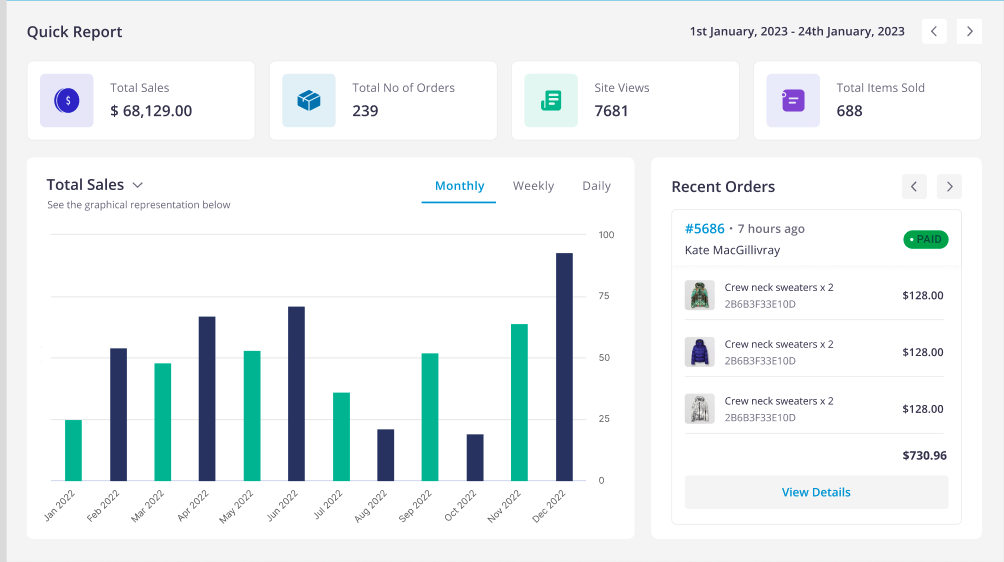 Quick Report
1st January, 2023 - 24th January, 2023
Total Sales
$ 68,129.00
Total No of Orders
239
Site Views
7681
Total Items Sold
688
Total Sales
Monthly Weekly Daily
See the graphical representation below
100
75
50
25
0
Jan 2022
Feb 2022
Mar 2022
Apr 2022
May 2022
Jun 2022
Jul 2022
Aug 2022
Sep 2022
Oct 2022
Nov 2022
Dec 2022
Recent Orders
#5686 • 7 hours ago
Kate MacGillivray
• PAID
Crew neck sweaters x 2
2B6B3F33E10D
$128.00
Crew neck sweaters x 2
2B6B3F33E10D
$128.00
Crew neck sweaters x 2
2B6B3F33E10D
$128.00
$730.96
View Details